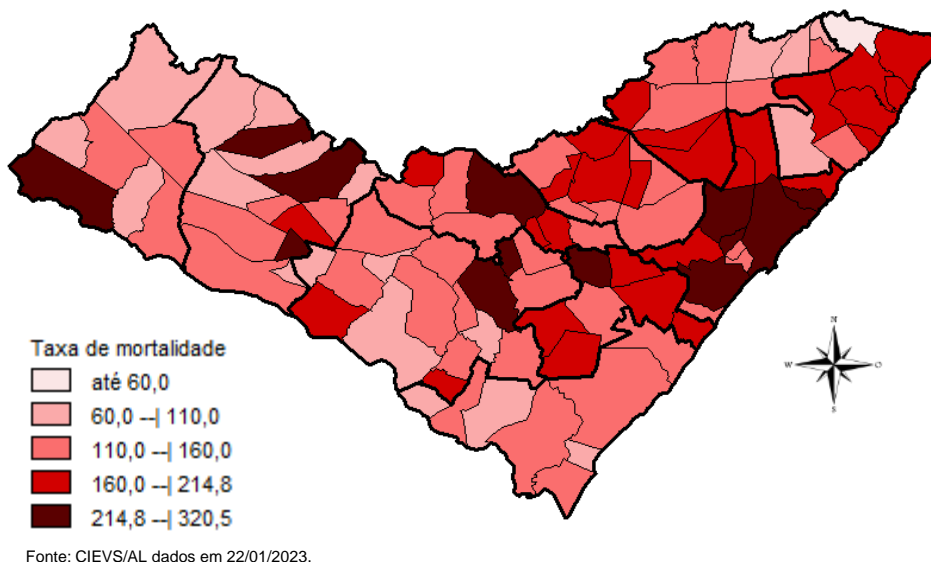 N
W
O
S
Taxa de mortalidade
até 60,0
60,0 --| 110,0
110,0 --| 160,0
160,0 --| 214,8
214,8 --| 320,5
Fonte: CIEVS/AL dados em 22/01/2023.